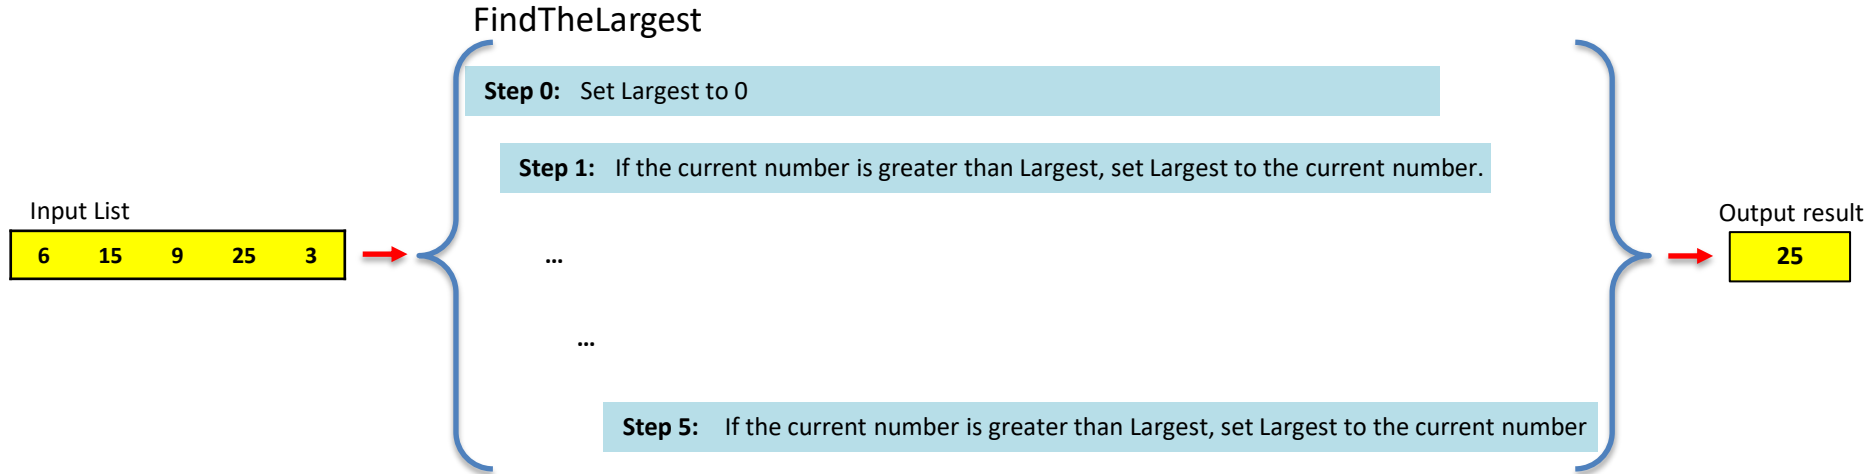 FindTheLargest
Step 0: Set Largest to 0
Step 1: If the current number is greater than Largest, set Largest to the current number.
Input List
6 15 9 25 3
...
...
Step 5: If the current number is greater than Largest, set Largest to the current number
Output result
25